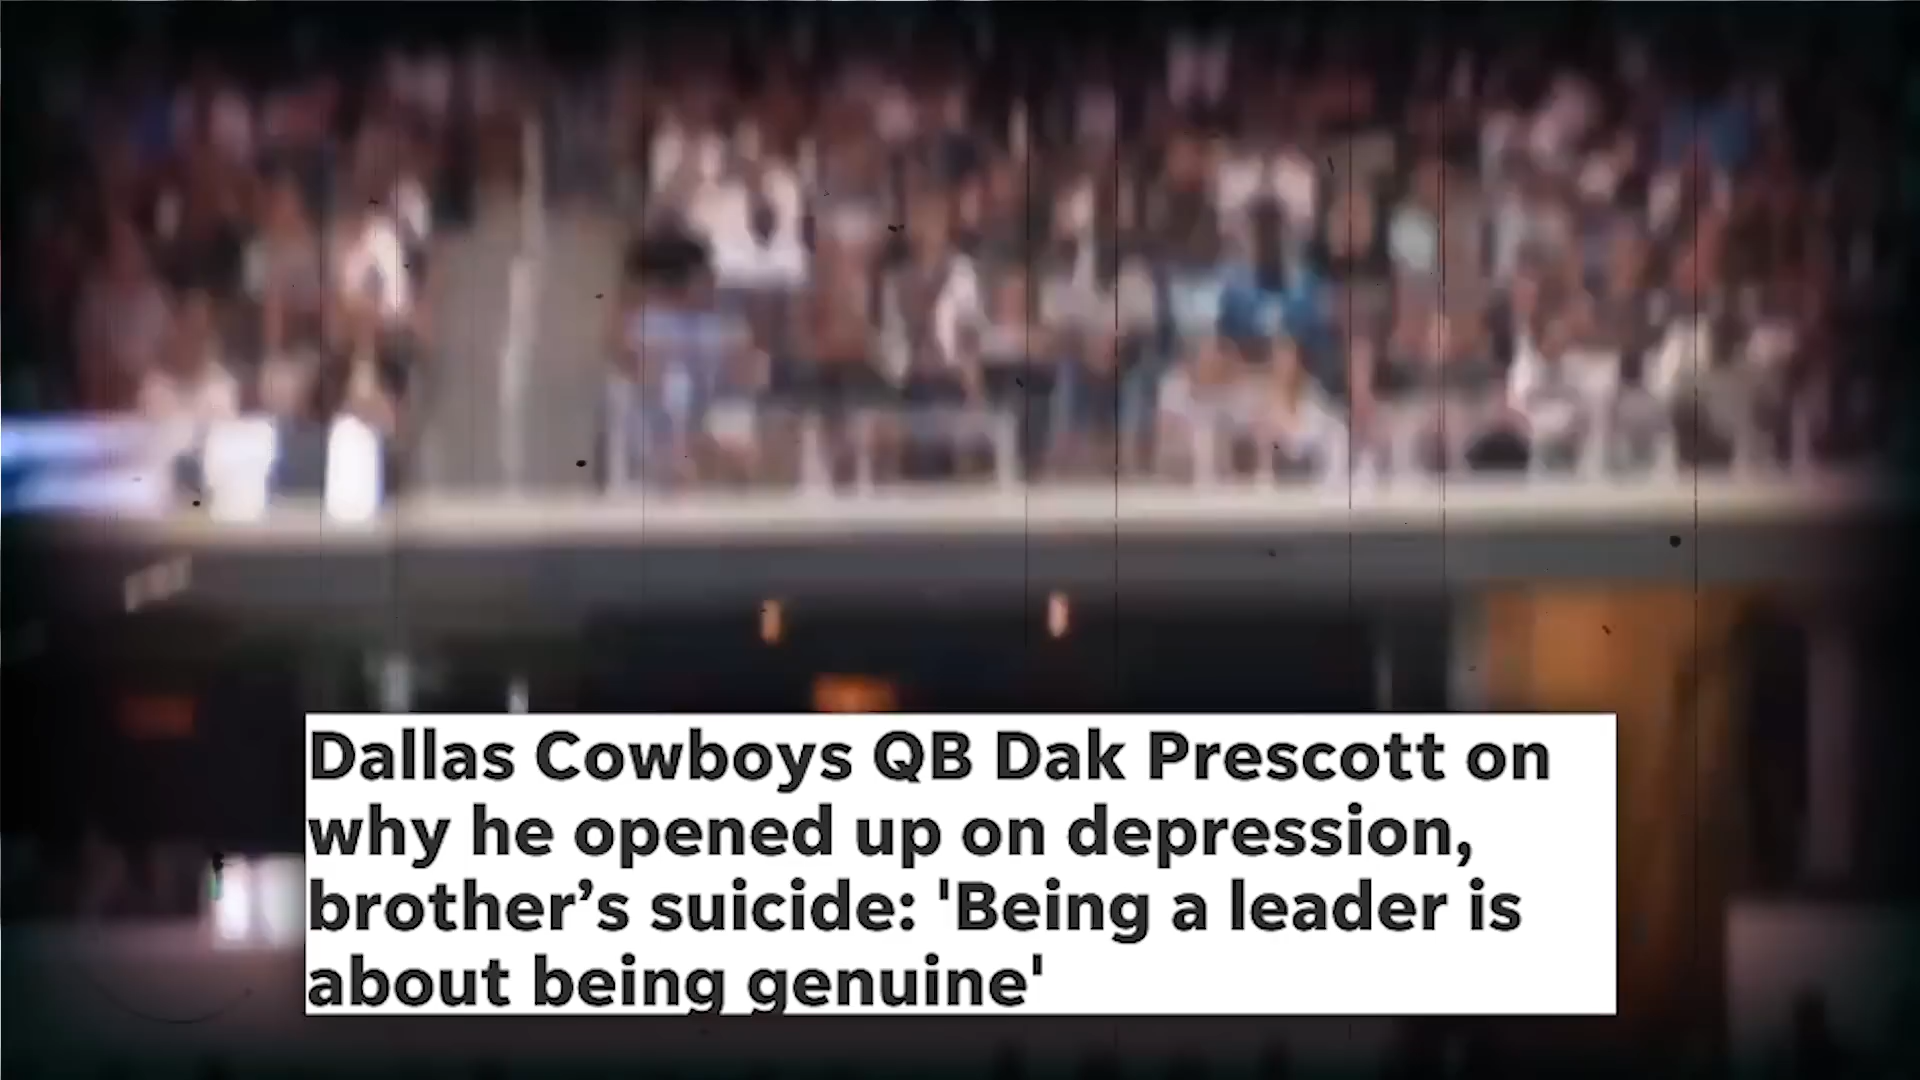 Dallas Cowboys QB Dak Prescott on
why he opened up on depression,
brother’s suicide: 'Being a leader is
about being genuine'